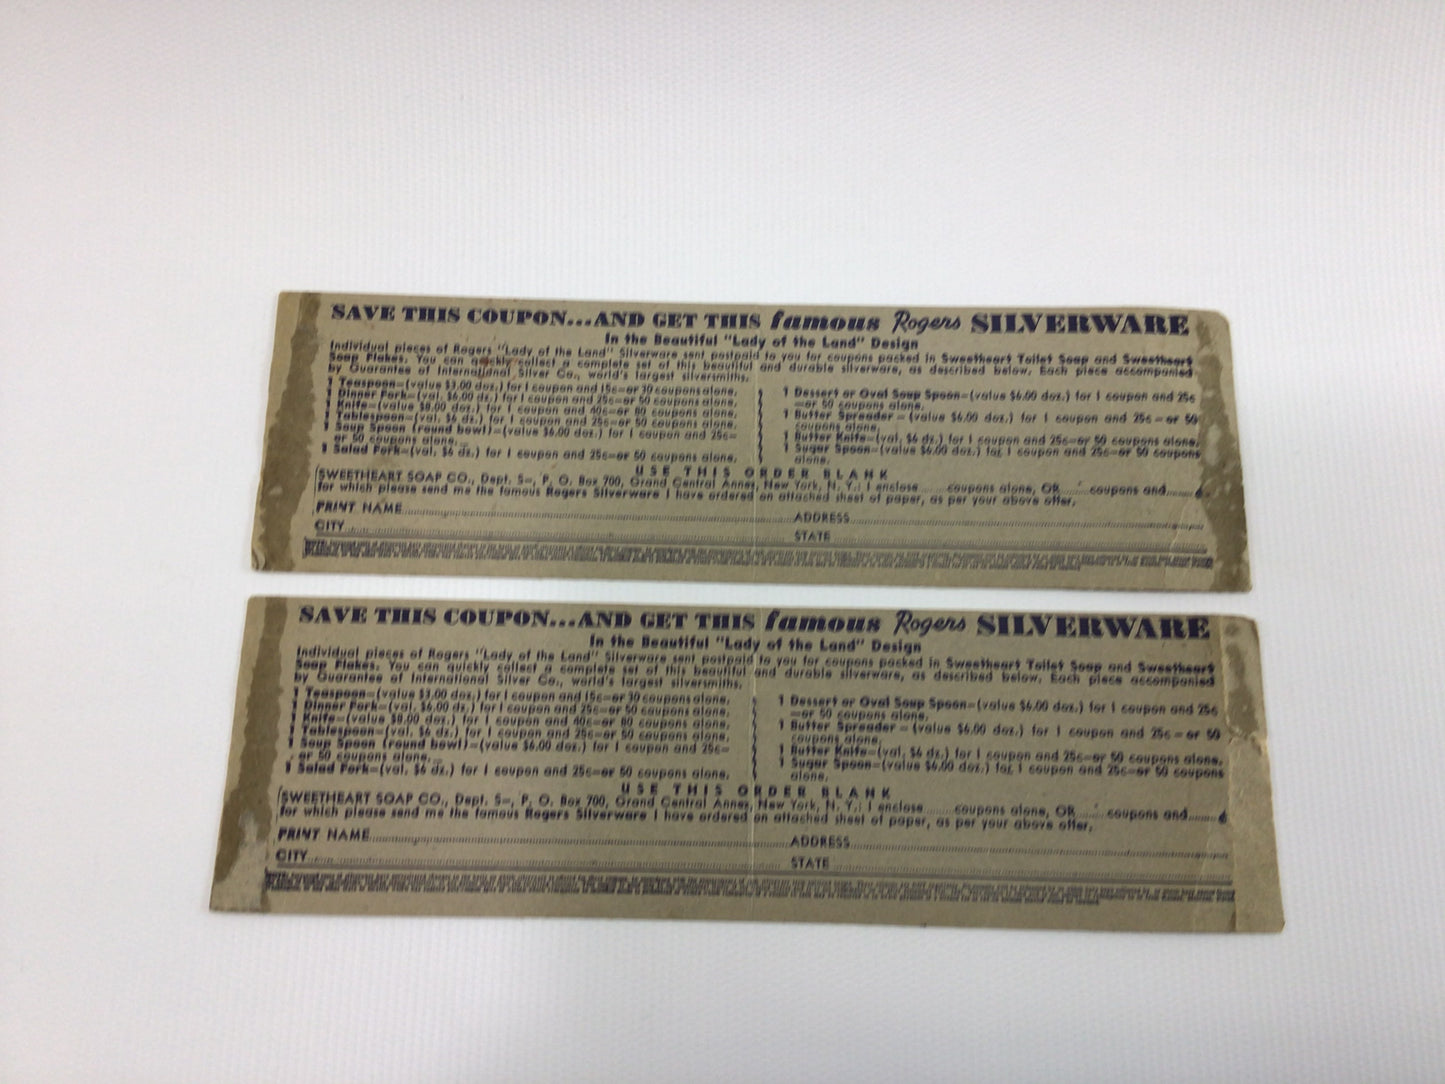 SAVE THIS COUPON...AND GET THIS famous Rogers SILVERWARE
In the Beautiful "Lady of the Land" Design
Individual pieces of Rogers "Lady of the Land" Silverware sent postpaid to you for coupons packed in Sweetheart Toilet Soap and Sweetheart
Soap Flakes. You can quickly collect a complete set of this beautiful and durable silverware, as described below. Each piece accompanied
by Guarantee of International Silver Co., world's largest silversmiths.
1 Teaspoon=(value $3.00 doz.) for 1 coupon and 15c=or 30 coupons alone.
1 Dinner Fork=(val. $6.00 dz.) for 1 coupon and 25c=or 50 coupons alone.
1 Knife=(value $8.00 doz.) for 1 coupon and 40c=or 80 coupons alone.
1 Tablespoon=(val. $6 dz.) for 1 coupon and 25c=or 50 coupons alone.
1 Soup Spoon (round bowl)=(value $6.00 doz.) for 1 coupon and 25c=
or 50 coupons alone.
1 Salad Fork=(val. $6 dz.) for 1 coupon and 25c=or 50 coupons alone.
1 Dessert or Oval Soup Spoon=(value $6.00 doz.) for 1 coupon and 25c
=or 50 coupons alone.
1 Butter Spreader=(value $6.00 doz.) for 1 coupon and 25c=or 50
coupons alone.
1 Butter Knife=(val. $6 dz.) for 1 coupon and 25c=or 50 coupons alone.
1 Sugar Spoon=(value $6.00 doz.) for 1 coupon and 25c=or 50 coupons
alone.
USE THIS ORDER BLANK
SWEETHEART SOAP CO., Dept. S=, P. O. Box 700, Grand Central Annex, New York, N. Y.: I enclose........coupons alone, OR........coupons and........¢
for which please send me the famous Rogers Silverware I have ordered on attached sheet of paper, as per your above offer.
PRINT NAME........ADDRESS........
CITY........STATE
SAVE THIS COUPON...AND GET THIS famous Rogers SILVERWARE
In the Beautiful "Lady of the Land" Design
Individual pieces of Rogers "Lady of the Land" Silverware sent postpaid to you for coupons packed in Sweetheart Toilet Soap and Sweetheart
Soap Flakes. You can quickly collect a complete set of this beautiful and durable silverware, as described below. Each piece accompanied
by Guarantee of International Silver Co., world's largest silversmiths.
1 Teaspoon=(value $3.00 doz.) for 1 coupon and 15c=or 30 coupons alone.
1 Dinner Fork=(val. $6.00 dz.) for 1 coupon and 25c=or 50 coupons alone.
1 Knife=(value $8.00 doz.) for 1 coupon and 40c=or 80 coupons alone.
1 Tablespoon=(val. $6 dz.) for 1 coupon and 25c=or 50 coupons alone.
1 Soup Spoon (round bowl)=(value $6.00 doz.) for 1 coupon and 25c=
or 50 coupons alone.
1 Salad Fork=(val. $6 dz.) for 1 coupon and 25c=or 50 coupons alone.
1 Dessert or Oval Soup Spoon=(value $6.00 doz.) for 1 coupon and 25c
=or 50 coupons alone.
1 Butter Spreader=(value $6.00 doz.) for 1 coupon and 25c=or 50
coupons alone.
1 Butter Knife=(val. $6 dz.) for 1 coupon and 25c=or 50 coupons alone.
1 Sugar Spoon=(value $6.00 doz.) for 1 coupon and 25c=or 50 coupons
alone.
USE THIS ORDER BLANK
SWEETHEART SOAP CO., Dept. S=, P. O. Box 700, Grand Central Annex, New York, N. Y.: I enclose........coupons alone, OR........coupons and........¢
for which please send me the famous Rogers Silverware I have ordered on attached sheet of paper, as per your above offer.
PRINT NAME........ADDRESS........
CITY........STATE